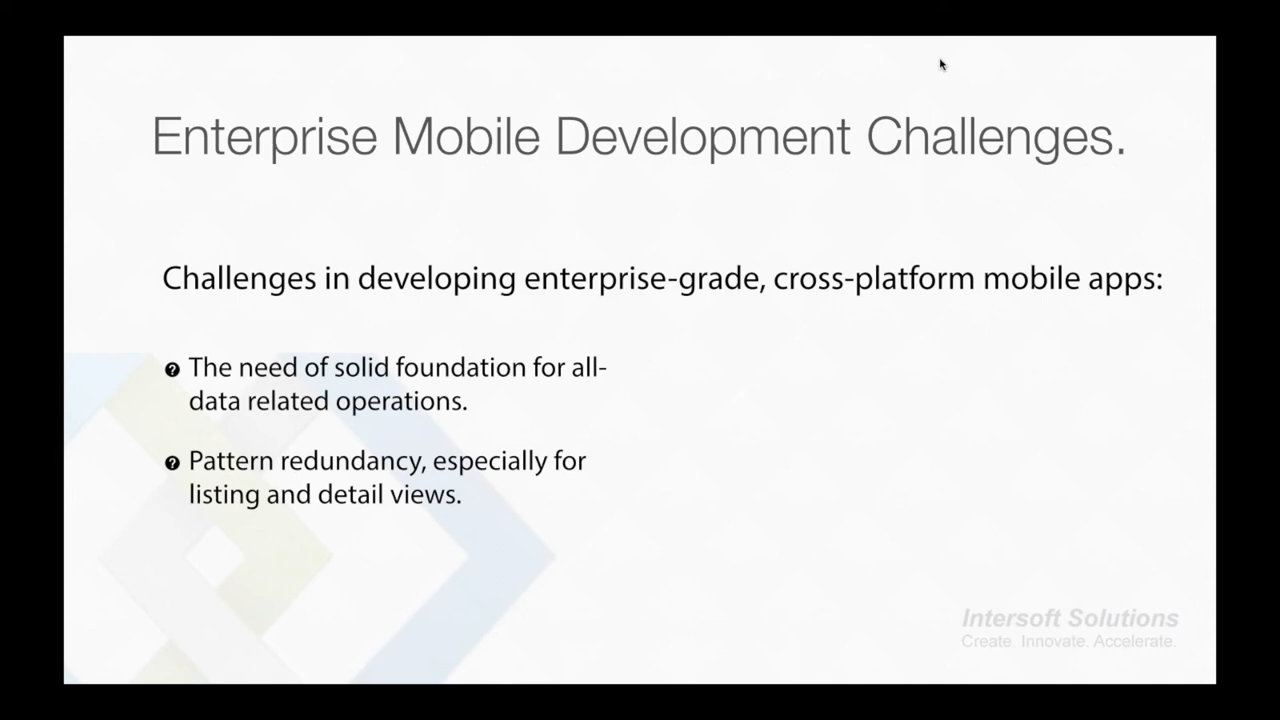 Enterprise Mobile Development Challenges.
Challenges in developing enterprise-grade, cross-platform mobile apps:
The need of solid foundation for all-
data related operations.
Pattern redundancy, especially for
listing and detail views.
Intersoft Solutions
Create. Innovate. Accelerate.